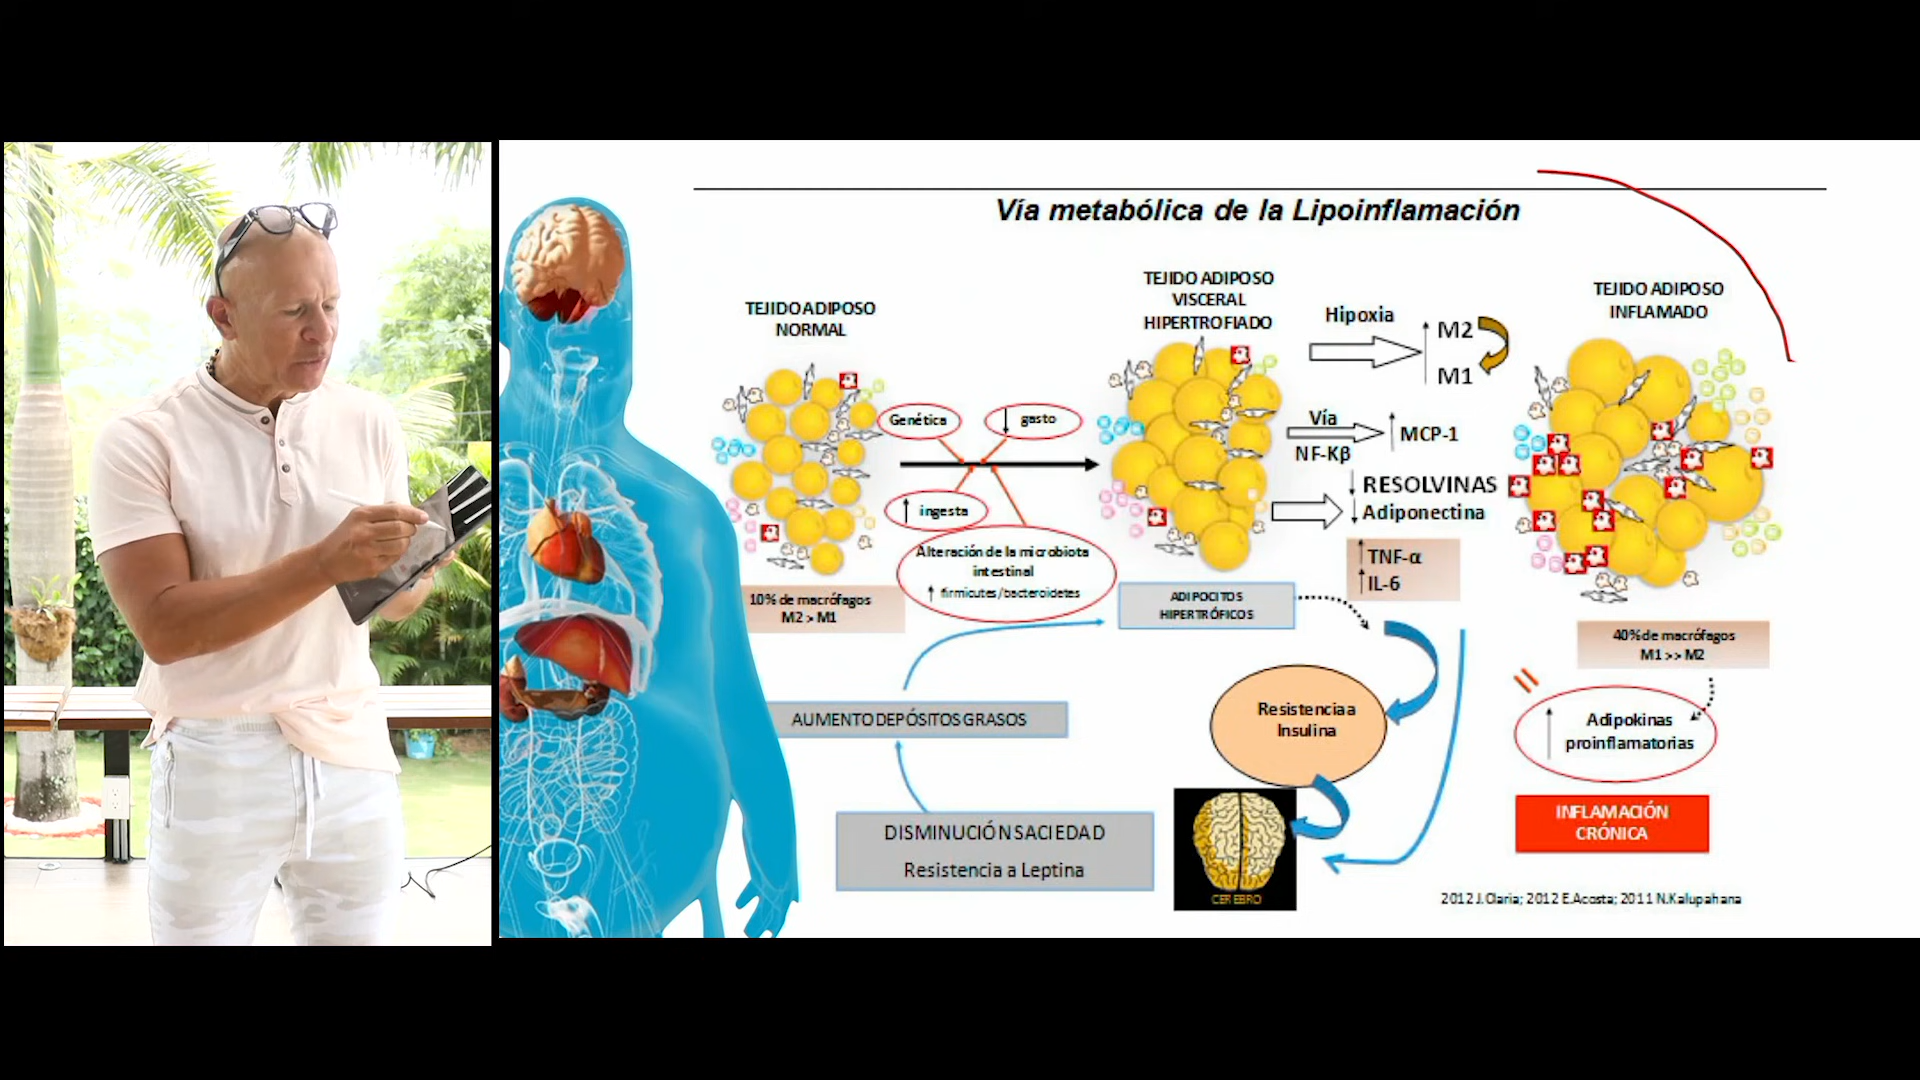 Vía metabólica de la Lipoinflamación
TEJIDO ADIPOSO
NORMAL
TEJIDO ADIPOSO
VISCERAL
HIPERTROFIADO
Hipoxia
M2
M1
TEJIDO ADIPOSO
INFLAMADO
Genética
gasto
ingesta
Alteración de la microbiota
intestinal
firmicutes/bacteroidetes
Vía
NF-Kβ
MCP-1
RESOLVINAS
Adiponectina
TNF-α
IL-6
10% de macrófagos
M2 > M1
ADIPOCITOS
HIPERTRÓFICOS
40% de macrófagos
M1 >> M2
AUMENTO DEPÓSITOS GRASOS
Resistencia a
Insulina
Adipokinas
proinflamatorias
DISMINUCIÓN SACIEDAD
Resistencia a Leptina
CEREBRO
INFLAMACIÓN
CRÓNICA
2012 J.Claria; 2012 E.Acosta; 2011 N.Kalupahana